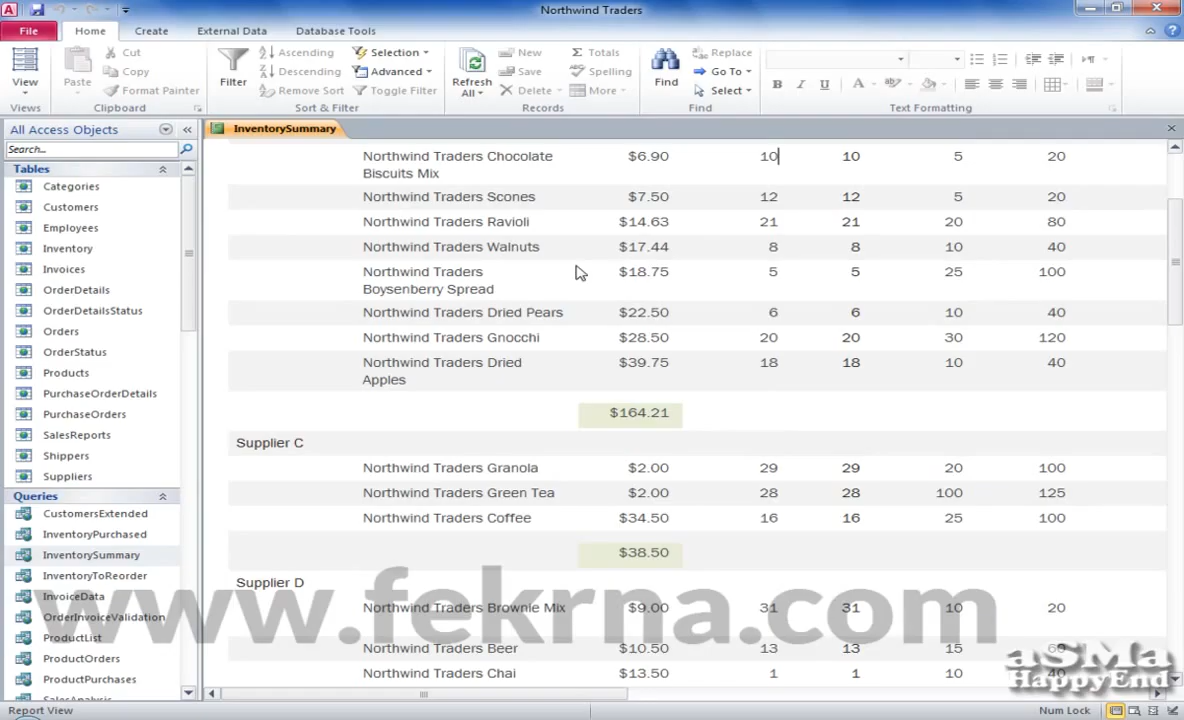 Northwind Traders
File Home Create External Data Database Tools
View Paste Cut Copy Format Painter Filter Ascending Descending Remove Sort Selection Advanced Toggle Filter Refresh All New Save Delete Totals Spelling More Find Replace Go To Select B I U A
Views Clipboard Sort & Filter Records Find Text Formatting
All Access Objects
Search...
Tables
Categories
Customers
Employees
Inventory
Invoices
OrderDetails
OrderDetailsStatus
Orders
OrderStatus
Products
PurchaseOrderDetails
PurchaseOrders
SalesReports
Shippers
Suppliers
Queries
CustomersExtended
InventoryPurchased
InventorySummary
InventoryToReorder
InvoiceData
OrderInvoiceValidation
ProductList
ProductOrders
ProductPurchases
SalesAnalysis
InventorySummary
Northwind Traders Chocolate $6.90 10 10 5 20
Biscuits Mix
Northwind Traders Scones $7.50 12 12 5 20
Northwind Traders Ravioli $14.63 21 21 20 80
Northwind Traders Walnuts $17.44 8 8 10 40
Northwind Traders $18.75 5 5 25 100
Boysenberry Spread
Northwind Traders Dried Pears $22.50 6 6 10 40
Northwind Traders Gnocchi $28.50 20 20 30 120
Northwind Traders Dried $39.75 18 18 10 40
Apples
$164.21
Supplier C
Northwind Traders Granola $2.00 29 29 20 100
Northwind Traders Green Tea $2.00 28 28 100 125
Northwind Traders Coffee $34.50 16 16 25 100
$38.50
Supplier D
Northwind Traders Brownie Mix $9.00 31 31 10 20
Northwind Traders Beer $10.50 13 13 15 60
Northwind Traders Chai $13.50 1 1 10 40
www.fekrna.com
aSMa
HappyEnd
Report View Num Lock